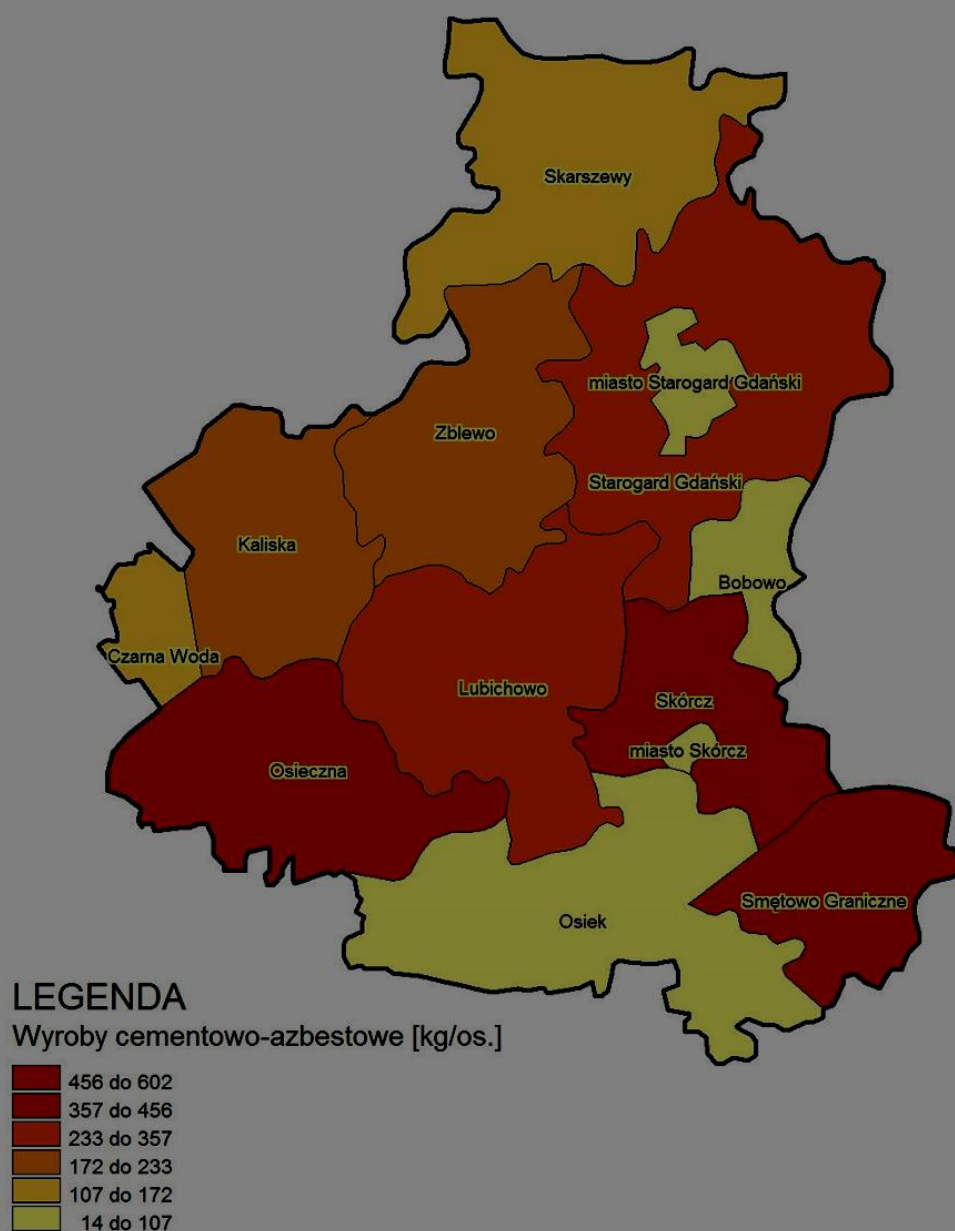 Skarszewy
miasto Starogard Gdański
Zblewo
Starogard Gdański
Kaliska
Bobowo
Czarna Woda
Lubichowo
Skórcz
miasto Skórcz
Osieczna
Smętowo Graniczne
Osiek
LEGENDA
Wyroby cementowo-azbestowe [kg/os.]
456 do 602
357 do 456
233 do 357
172 do 233
107 do 172
14 do 107